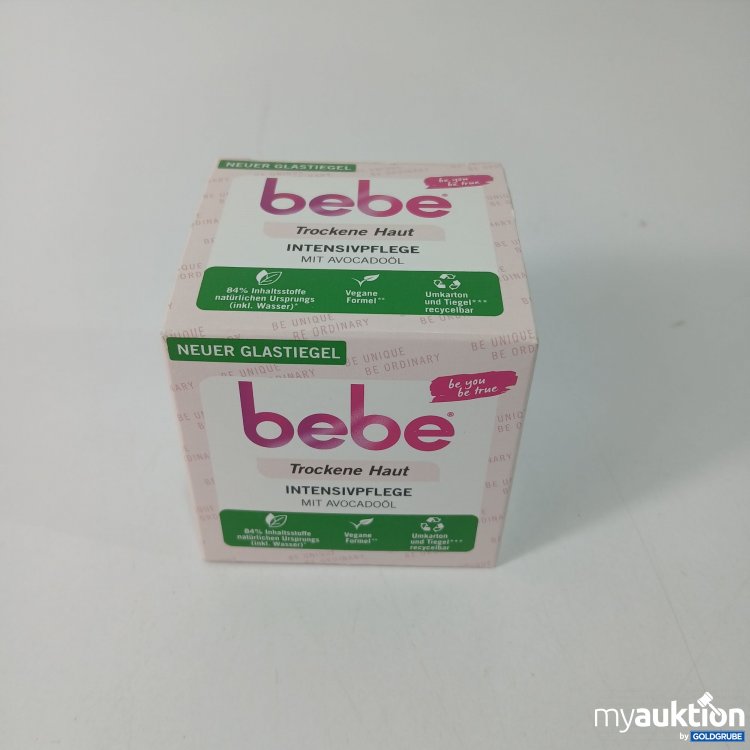 NEUER GLASTIEGEL
be you
be true
bebe®
Trockene Haut
INTENSIVPFLEGE
MIT AVOCADOÖL
84% Inhaltsstoffe
natürlichen Ursprungs
(inkl. Wasser)*
Vegane
Formel**
Umkarton
und Tiegel***
recycelbar
BE UNIQUE
BE ORDINARY
BE UNIQUE
BE ORDINARY
NEUER GLASTIEGEL
be you
be true
bebe®
Trockene Haut
INTENSIVPFLEGE
MIT AVOCADOÖL
84% Inhaltsstoffe
natürlichen Ursprungs
(inkl. Wasser)*
Vegane
Formel**
Umkarton
und Tiegel***
recycelbar
myauktion
by GOLDGRUBE